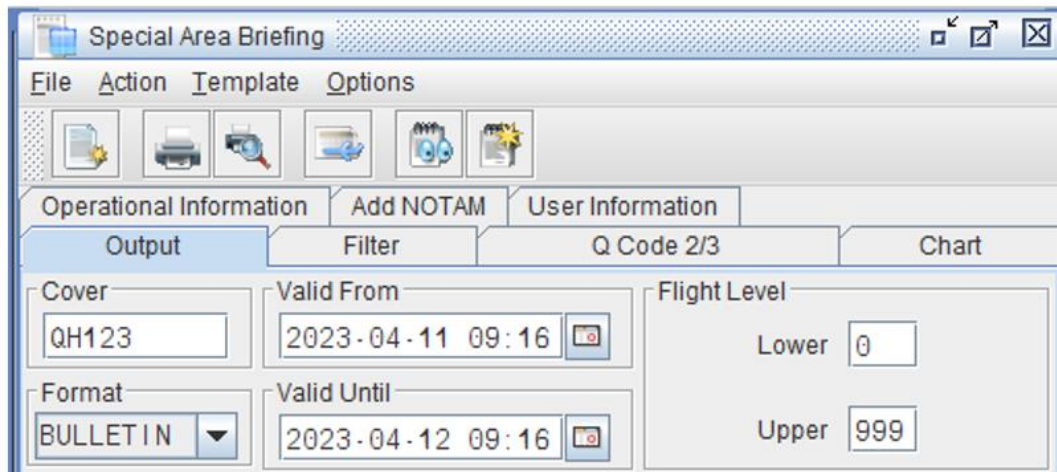 Special Area Briefing
File Action Template Options
Operational Information Add NOTAM User Information
Output Filter Q Code 2/3 Chart
Cover Valid From Flight Level
QH123 2023-04-11 09:16 Lower 0
Format Valid Until
BULLETIN 2023-04-12 09:16 Upper 999